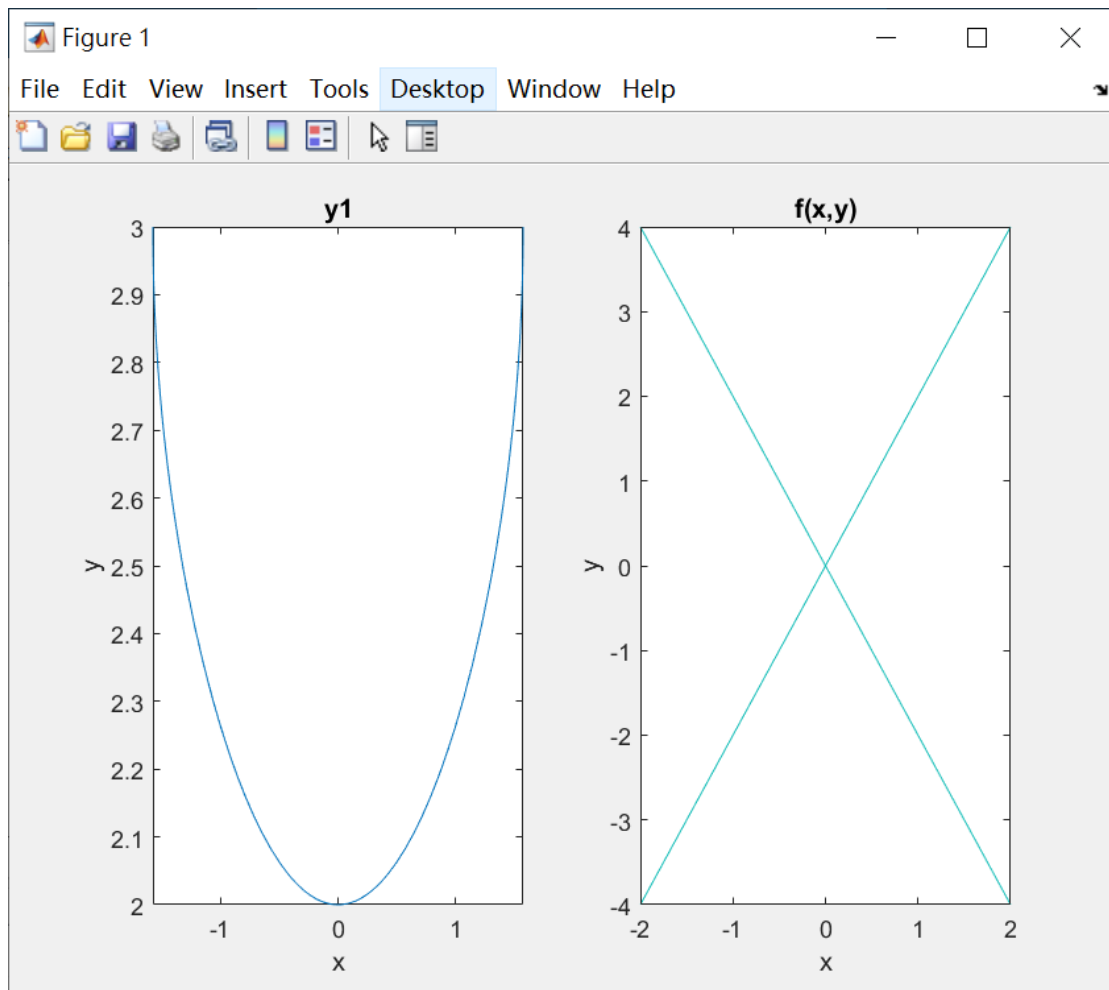 Figure 1
File Edit View Insert Tools Desktop Window Help
y1
3
2.9
2.8
2.7
2.6
2.5
2.4
2.3
2.2
2.1
2
y
-1 0 1
x
f(x,y)
4
3
2
1
0
-1
-2
-3
-4
y
-2 -1 0 1 2
x